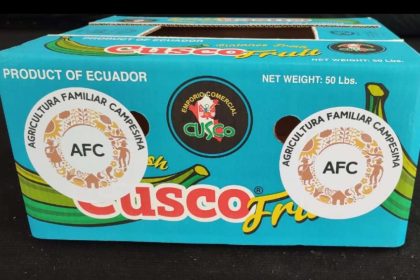 Cusco Fruit
PRODUCT OF ECUADOR
NET WEIGHT: 50 Lbs.
EMPORIO COMERCIAL
CUSCO
AGRICULTURA FAMILIAR CAMPESINA
AFC
AGRICULTURA FAMILIAR CAMPESINA
AFC
Cusco®